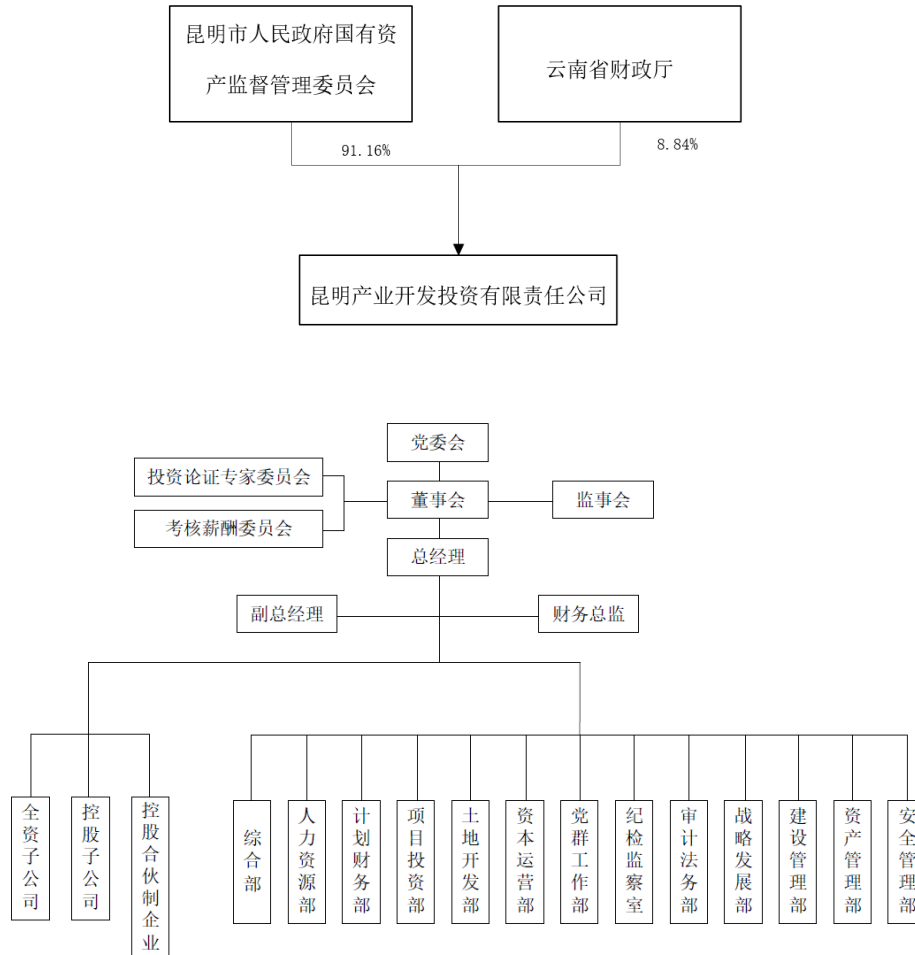 昆明市人民政府国有资
产监督管理委员会
云南省财政厅
91.16%
8.84%
昆明产业开发投资有限责任公司
党委会
投资论证专家委员会
董事会
监事会
考核薪酬委员会
总经理
副总经理
财务总监
全资子公司
控股子公司
控股合伙制企业
综合部
人力资源部
计划财务部
项目投资部
土地开发部
资本运营部
党群工作部
纪检监察室
审计法务部
战略发展部
建设管理部
资产管理部
安全管理部